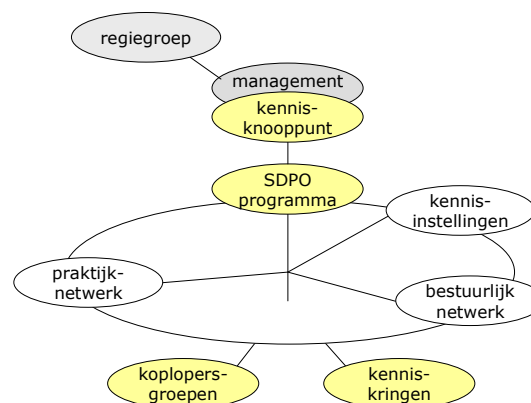 regiegroep
management
kennis-
knooppunt
SDPO
programma
kennis-
instellingen
praktijk-
netwerk
bestuurlijk
netwerk
koplopers-
groepen
kennis-
kringen